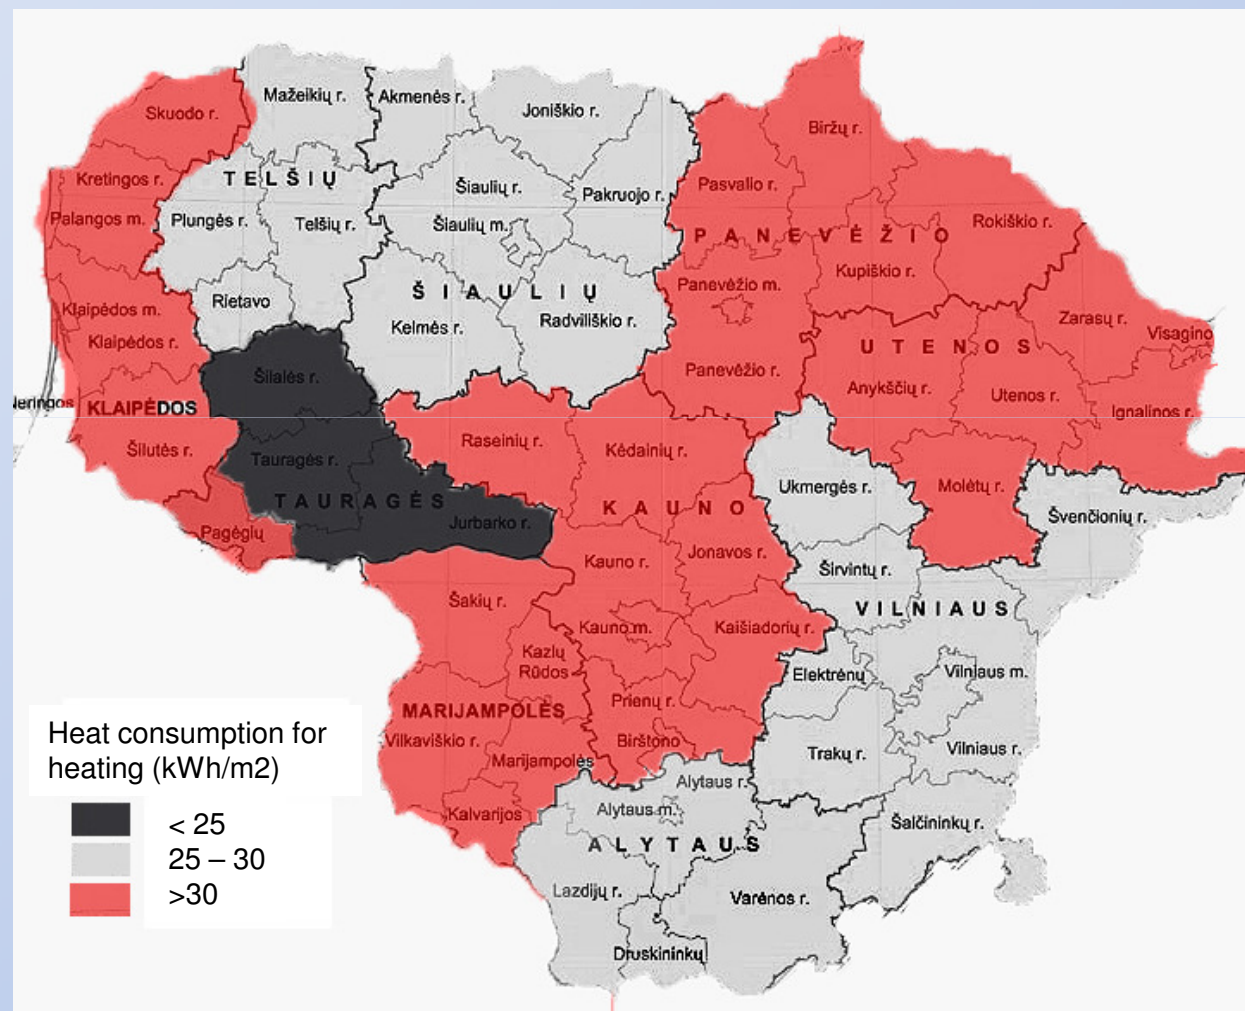 Skuodo r.
Mažeikių r.
Akmenės r.
Joniškio r.
Biržų r.
Kretingos r.
TELŠIŲ
Šiaulių r.
Pakruojo r.
Pasvalio r.
Palangos m.
Plungės r.
Telšių r.
Šiaulių m.
Rokiškio r.
PANEVĖŽIO
Kupiškio r.
Panevėžio m.
Rietavo
ŠIAULIŲ
Klaipėdos m.
Kelmės r.
Radviliškio r.
Zarasų r.
Visagino
Klaipėdos r.
UTENOS
Šilalės r.
Panevėžio r.
Anykščių r.
Utenos r.
Neringos
KLAIPĖDOS
Ignalinos r.
Šilutės r.
Tauragės r.
Raseinių r.
Kėdainių r.
Ukmergės r.
Molėtų r.
TAURAGĖS
Jurbarko r.
KAUNO
Švenčionių r.
Pagėgių
Kauno r.
Jonavos r.
Širvintų r.
Šakių r.
VILNIAUS
Kauno m.
Kaišiadorių r.
Kazlų
Rūdos
Elektrėnų
Vilniaus m.
Prienų r.
MARIJAMPOLĖS
Vilkaviškio r.
Birštono
Trakų r.
Vilniaus r.
Marijampolės
Alytaus r.
Kalvarijos
Alytaus m.
Šalčininkų r.
ALYTAUS
Lazdijų r.
Varėnos r.
Druskininkų
Heat consumption for
heating (kWh/m2)
< 25
25 – 30
>30